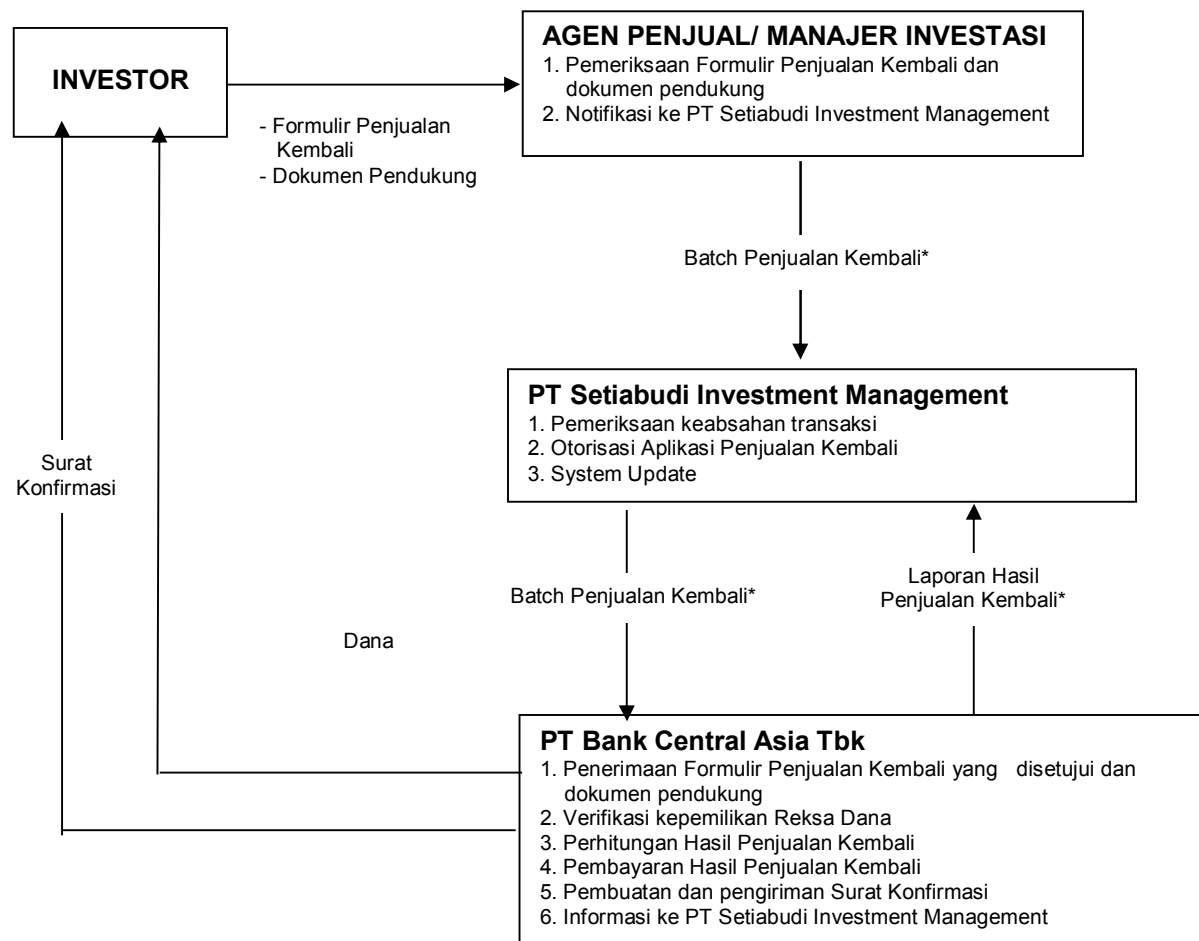 INVESTOR
AGEN PENJUAL/ MANAJER INVESTASI
1. Pemeriksaan Formulir Penjualan Kembali dan
dokumen pendukung
2. Notifikasi ke PT Setiabudi Investment Management
- Formulir Penjualan
Kembali
- Dokumen Pendukung
Batch Penjualan Kembali*
PT Setiabudi Investment Management
1. Pemeriksaan keabsahan transaksi
2. Otorisasi Aplikasi Penjualan Kembali
3. System Update
Surat
Konfirmasi
Batch Penjualan Kembali*
Laporan Hasil
Penjualan Kembali*
Dana
PT Bank Central Asia Tbk
1. Penerimaan Formulir Penjualan Kembali yang disetujui dan
dokumen pendukung
2. Verifikasi kepemilikan Reksa Dana
3. Perhitungan Hasil Penjualan Kembali
4. Pembayaran Hasil Penjualan Kembali
5. Pembuatan dan pengiriman Surat Konfirmasi
6. Informasi ke PT Setiabudi Investment Management